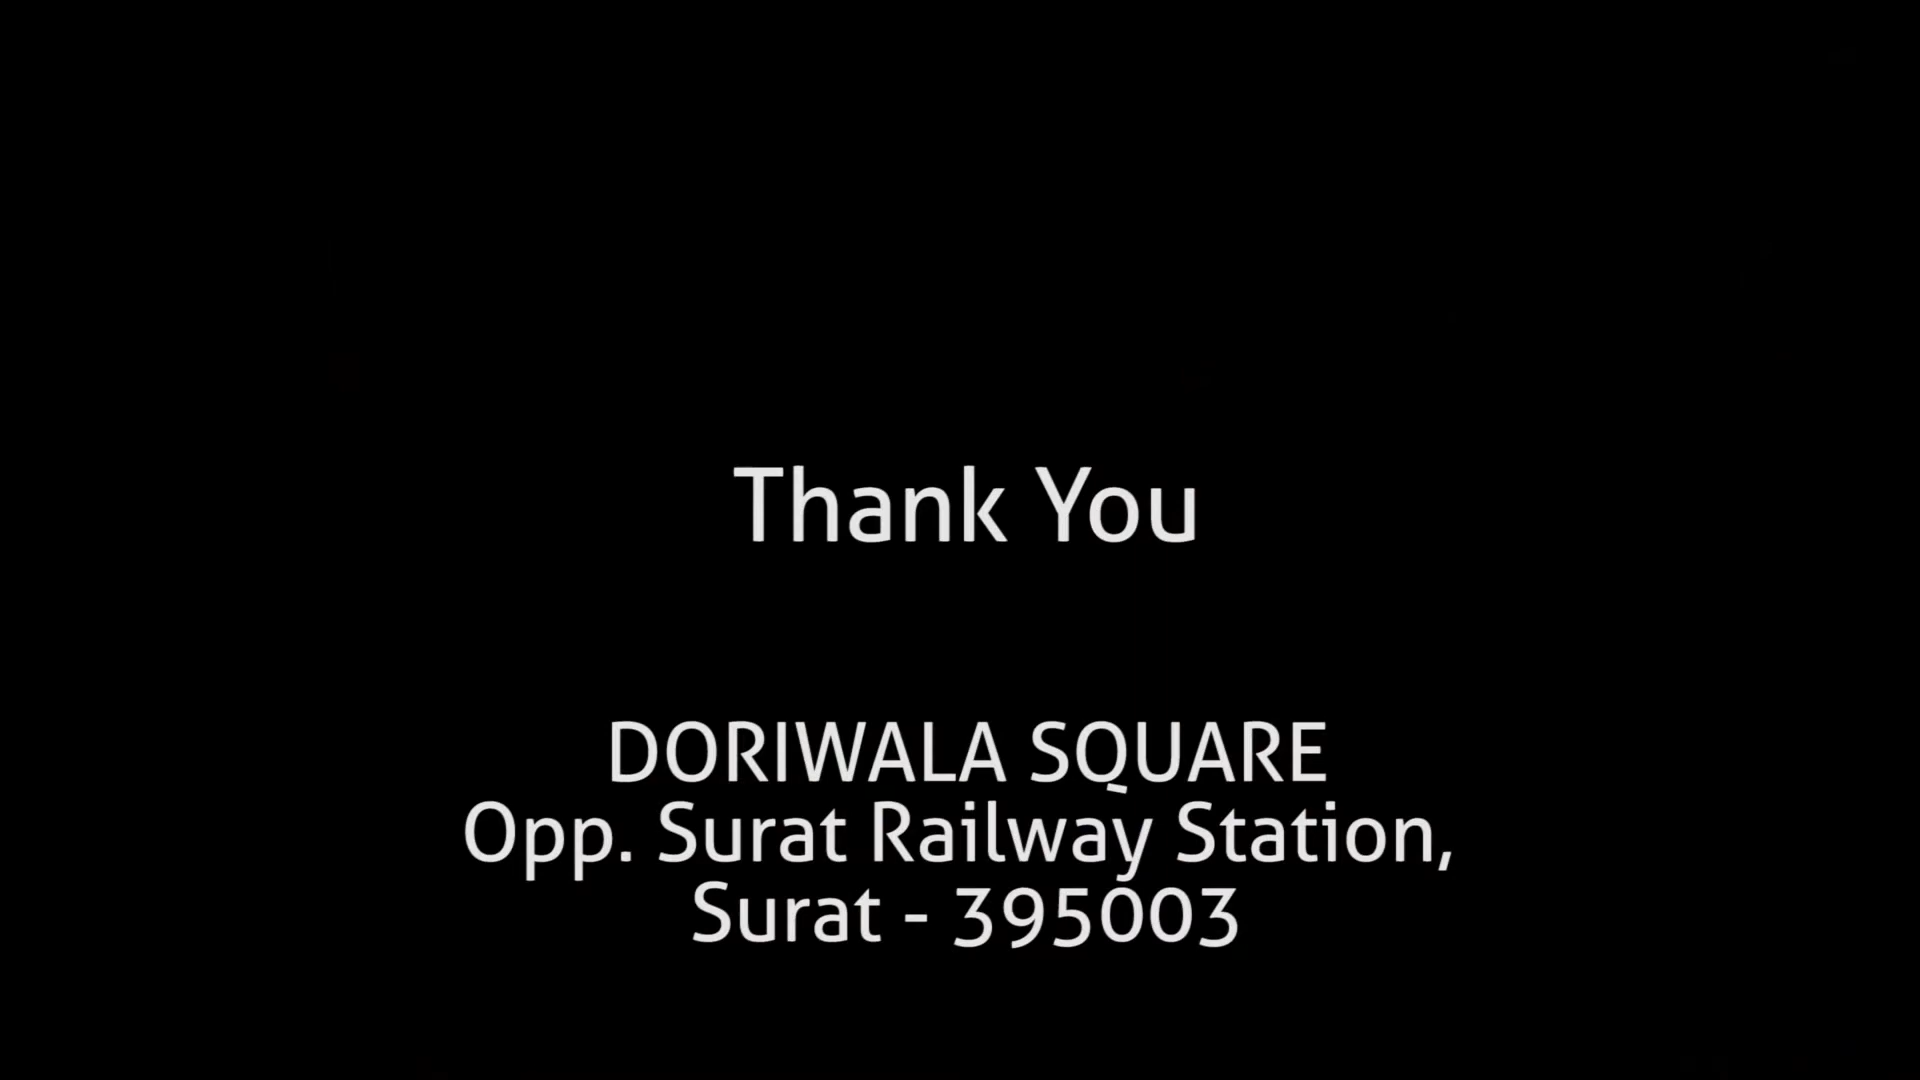 Thank You
DORIWALA SQUARE
Opp. Surat Railway Station,
Surat - 395003